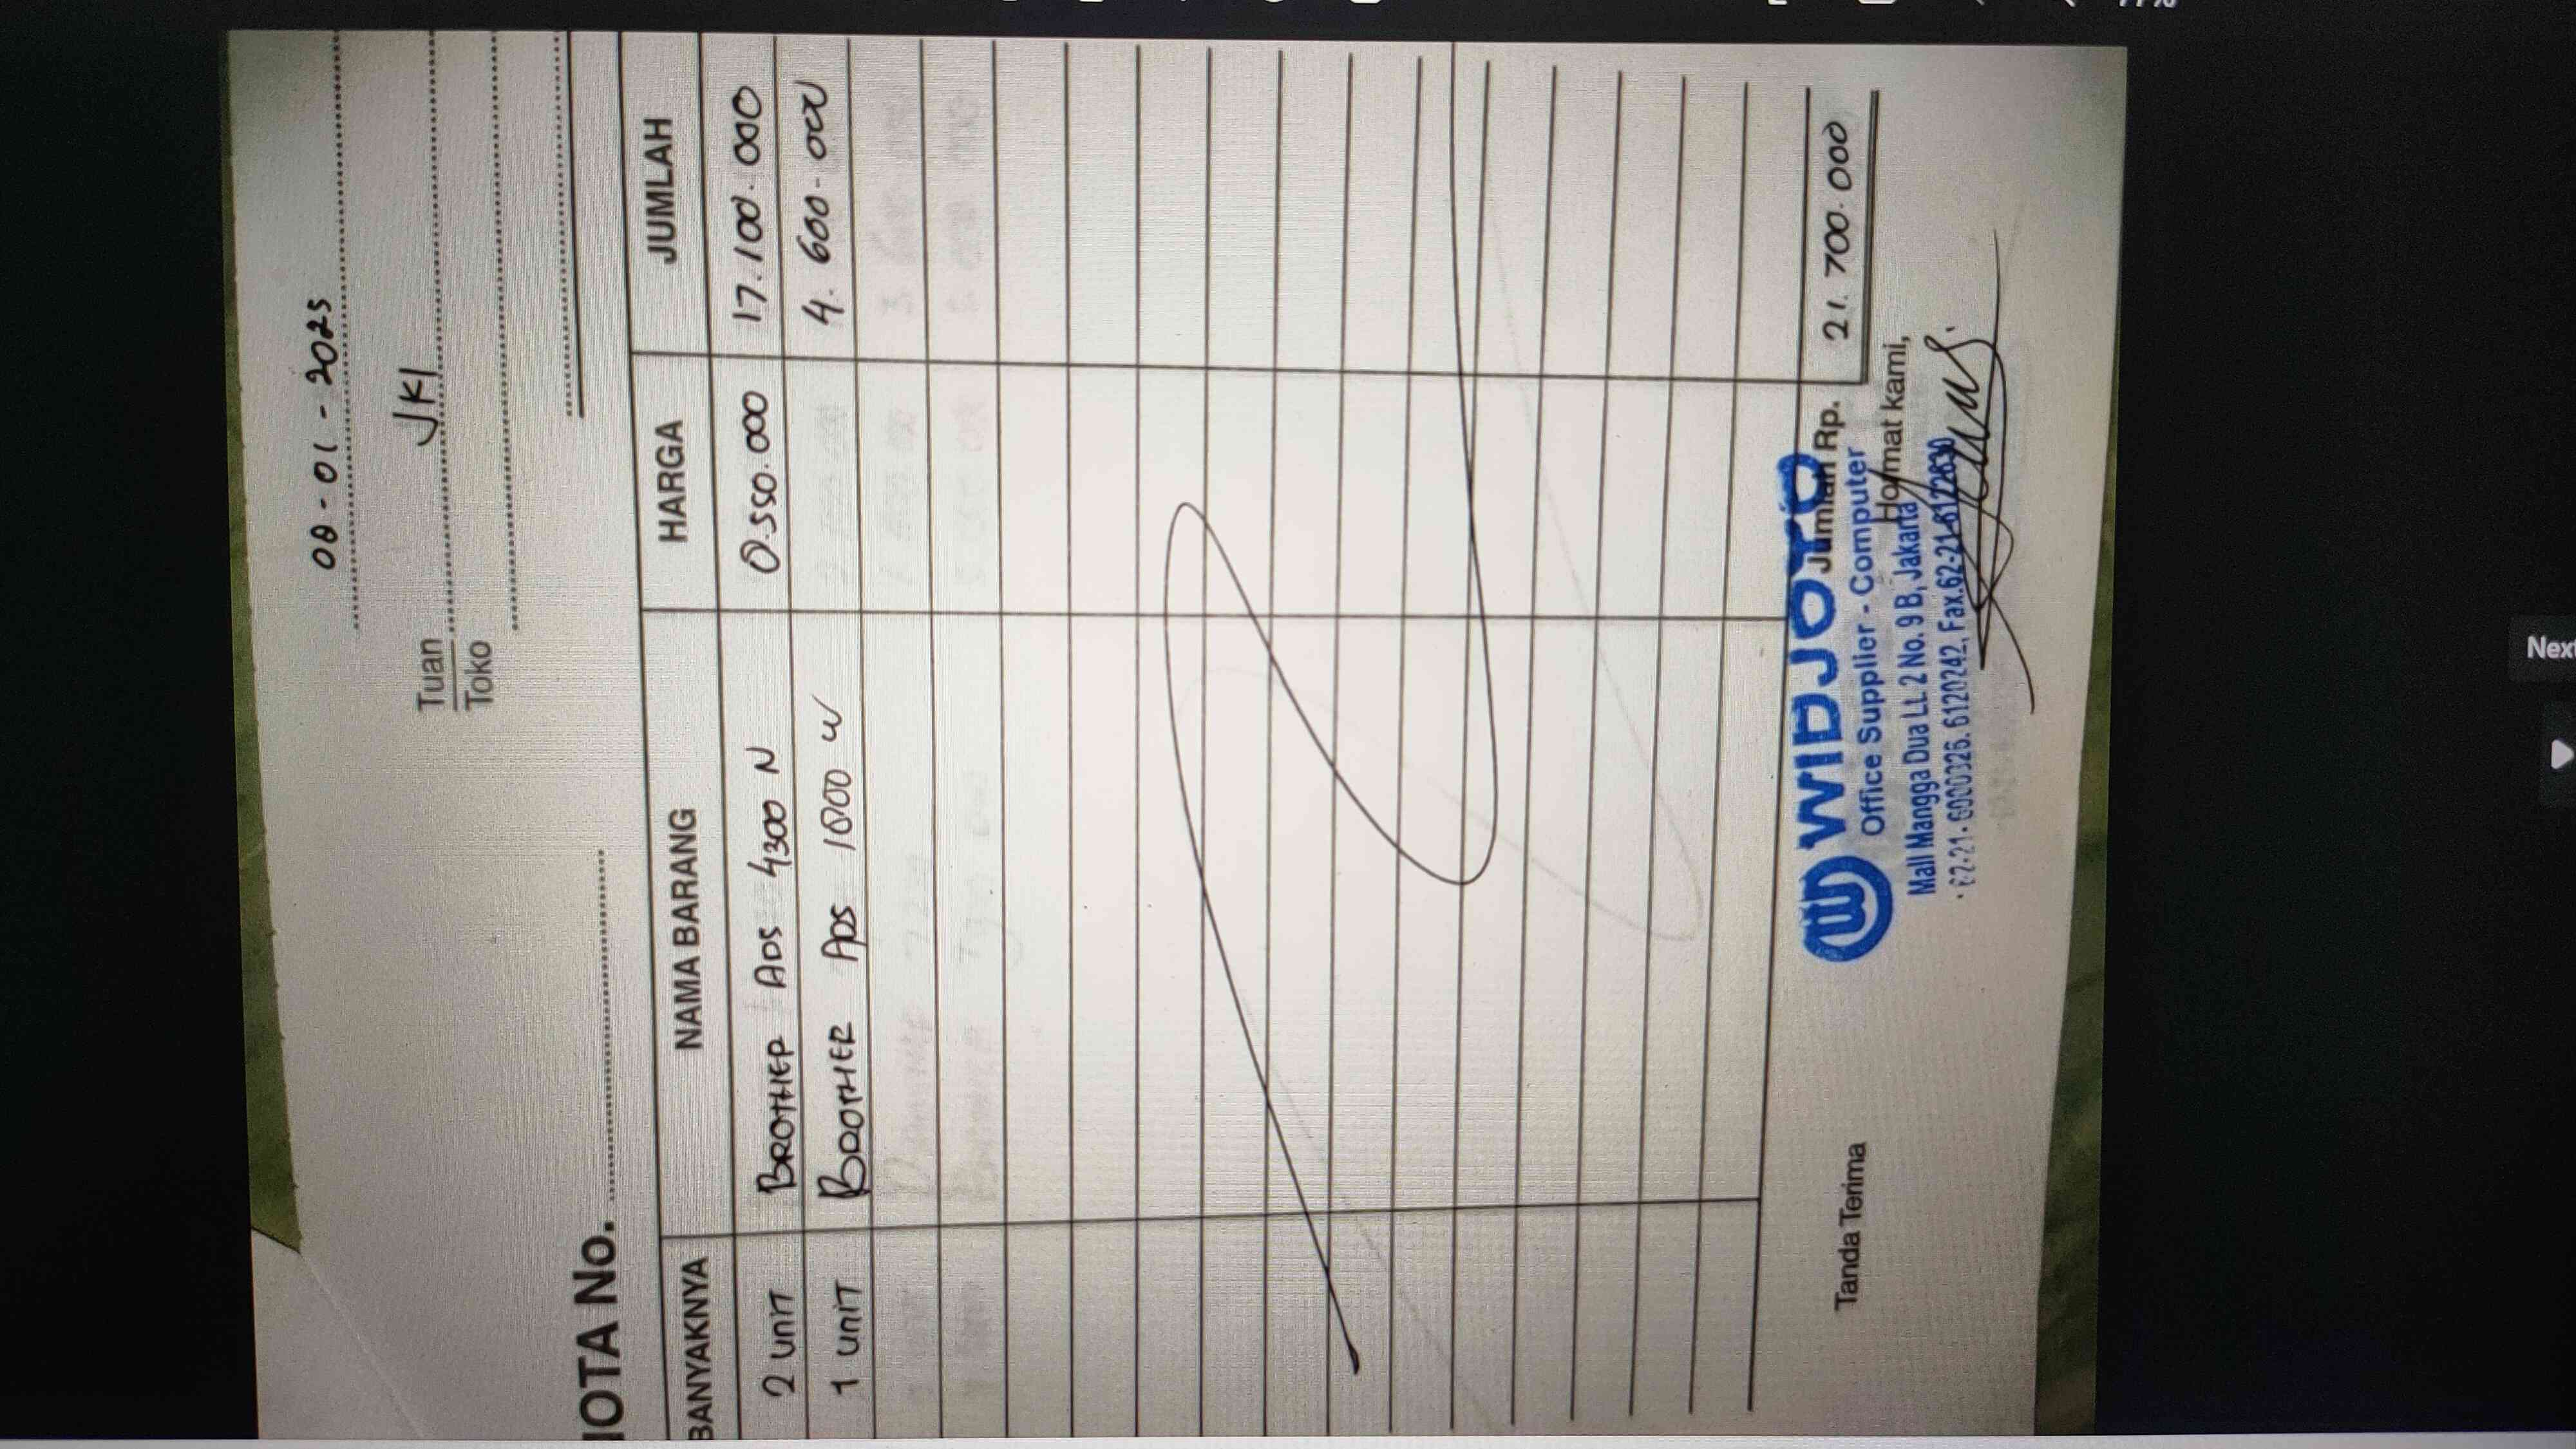 08-01-2025
Tuan JKI
Toko
NOTA No.
BANYAKNYA NAMA BARANG HARGA JUMLAH
2 unit BROTHER ADS 4300 N 8.550.000 17.100.000
1 unit BROTHER ADS 1800 W 4.600.000
Jumlah Rp. 21.700.000
Tanda Terima Hormat kami,
WIDJOYO
Office Supplier - Computer
Mall Mangga Dua Lt. 2 No. 9 B, Jakarta